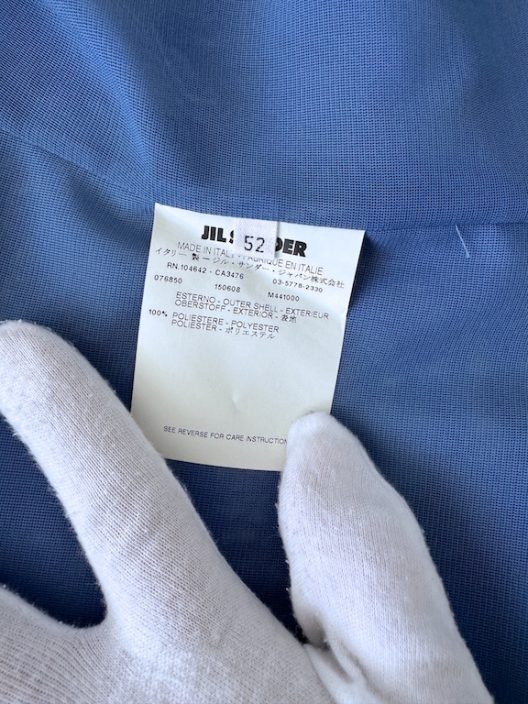 JIL S 52 DER
MADE IN ITALY-FABRIQUE EN ITALIE
イタリー製 ー ジル・サンダー・ジャパン株式会社
RN.104642 - CA3476 03-5778-2330
076850 150608 M441000
ESTERNO - OUTER SHELL - EXTERIEUR
OBERSTOFF - EXTERIOR - 表地
100% POLIESTERE - POLYESTER
POLIESTER - ポリエステル
SEE REVERSE FOR CARE INSTRUCTION